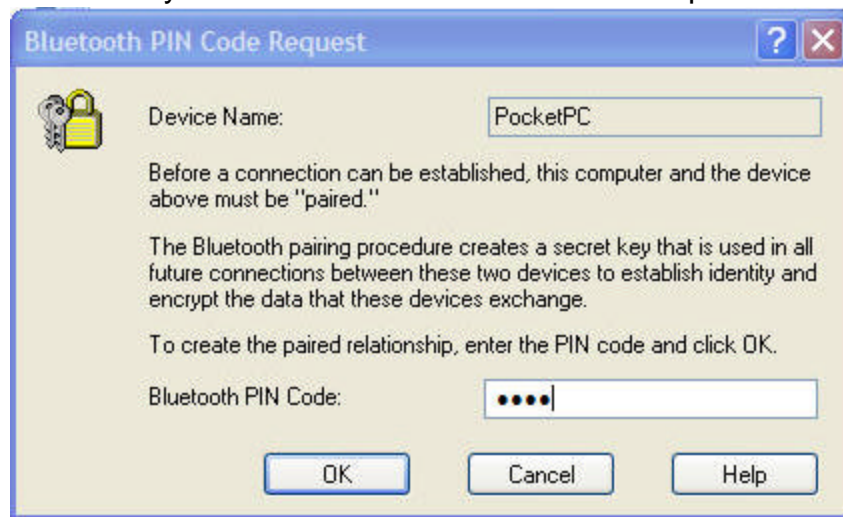 Bluetooth PIN Code Request
Device Name: PocketPC
Before a connection can be established, this computer and the device
above must be "paired."
The Bluetooth pairing procedure creates a secret key that is used in all
future connections between these two devices to establish identity and
encrypt the data that these devices exchange.
To create the paired relationship, enter the PIN code and click OK.
Bluetooth PIN Code: ••••
OK Cancel Help